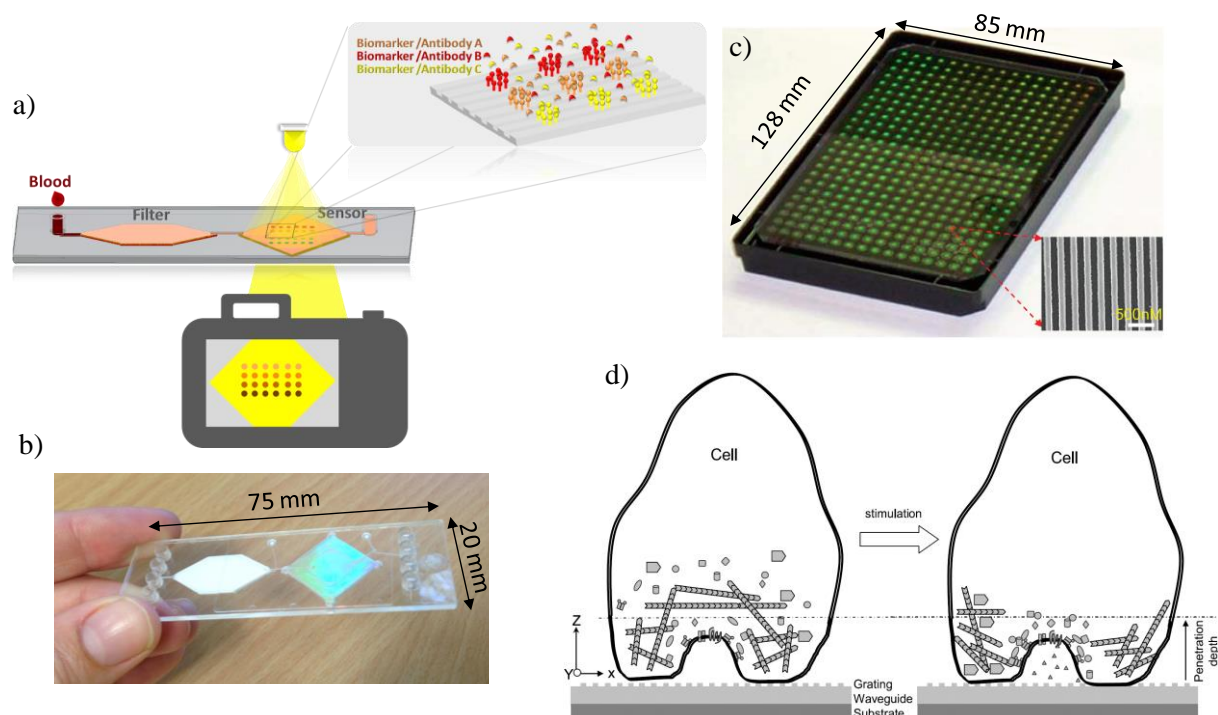 a)
Biomarker/Antibody A
Biomarker/Antibody B
Biomarker/Antibody C
Blood
Filter
Sensor
b)
75 mm
20 mm
c)
85 mm
128 mm
500nM
d)
Cell
stimulation
Cell
Z
Y
X
Penetration
depth
Grating
Waveguide
Substrate